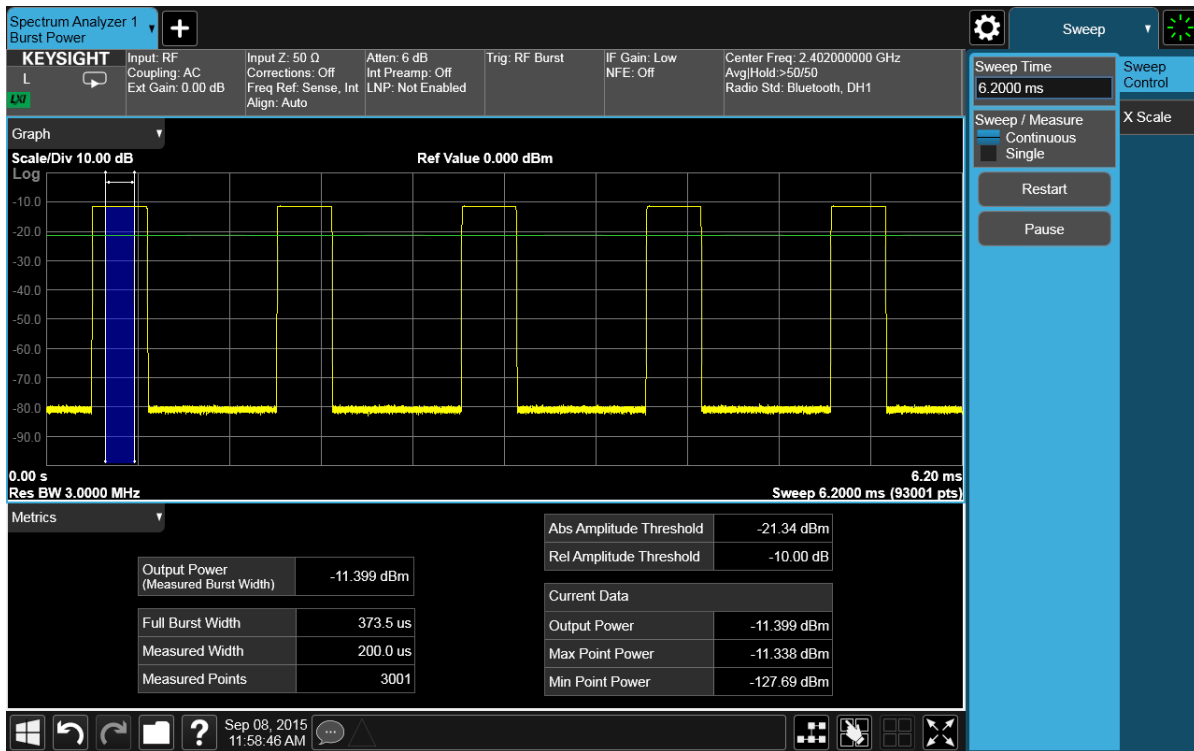 Spectrum Analyzer 1
Burst Power
Sweep
KEYSIGHT
L
LXI
Input: RF
Coupling: AC
Ext Gain: 0.00 dB
Input Z: 50 Ω
Corrections: Off
Freq Ref: Sense, Int
Align: Auto
Atten: 6 dB
Int Preamp: Off
LNP: Not Enabled
Trig: RF Burst
IF Gain: Low
NFE: Off
Center Freq: 2.402000000 GHz
Avg|Hold:>50/50
Radio Std: Bluetooth, DH1
Sweep Time
6.2000 ms
Sweep / Measure
Continuous
Single
Restart
Pause
Sweep
Control
X Scale
Graph
Scale/Div 10.00 dB
Ref Value 0.000 dBm
Log
-10.0
-20.0
-30.0
-40.0
-50.0
-60.0
-70.0
-80.0
-90.0
0.00 s
6.20 ms
Res BW 3.0000 MHz
Sweep 6.2000 ms (93001 pts)
Metrics
Output Power
(Measured Burst Width)
-11.399 dBm
Full Burst Width 373.5 us
Measured Width 200.0 us
Measured Points 3001
Abs Amplitude Threshold -21.34 dBm
Rel Amplitude Threshold -10.00 dB
Current Data
Output Power -11.399 dBm
Max Point Power -11.338 dBm
Min Point Power -127.69 dBm
?
Sep 08, 2015
11:58:46 AM